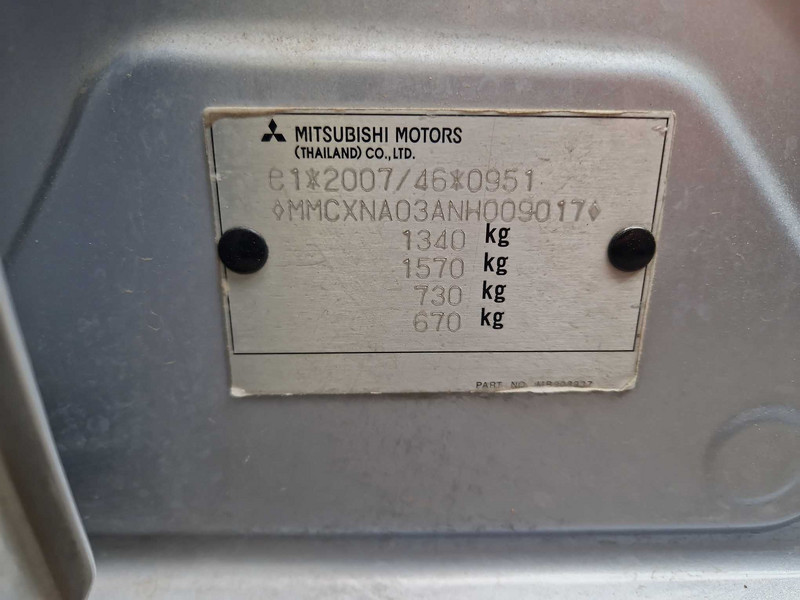 MITSUBISHI MOTORS
(THAILAND) CO.,LTD.
e1*2007/46*0951
◊MMCXNA03ANH009017◊
1340 kg
1570 kg
730 kg
670 kg
PART NO